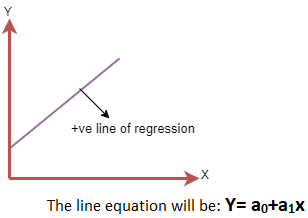 Y
+ve line of regression
X
The line equation will be: Y= a₀+a₁x